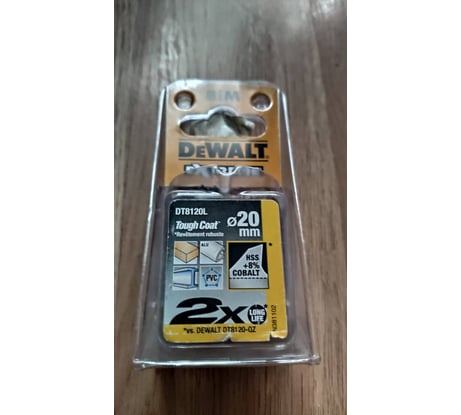 BIM
DEWALT
DT8120L
Tough Coat*
*Revêtement robuste
ø20
mm
ALU
PVC
HSS
+8%
COBALT
*
2x
LONG
LIFE
*vs. DEWALT DT8120-QZ